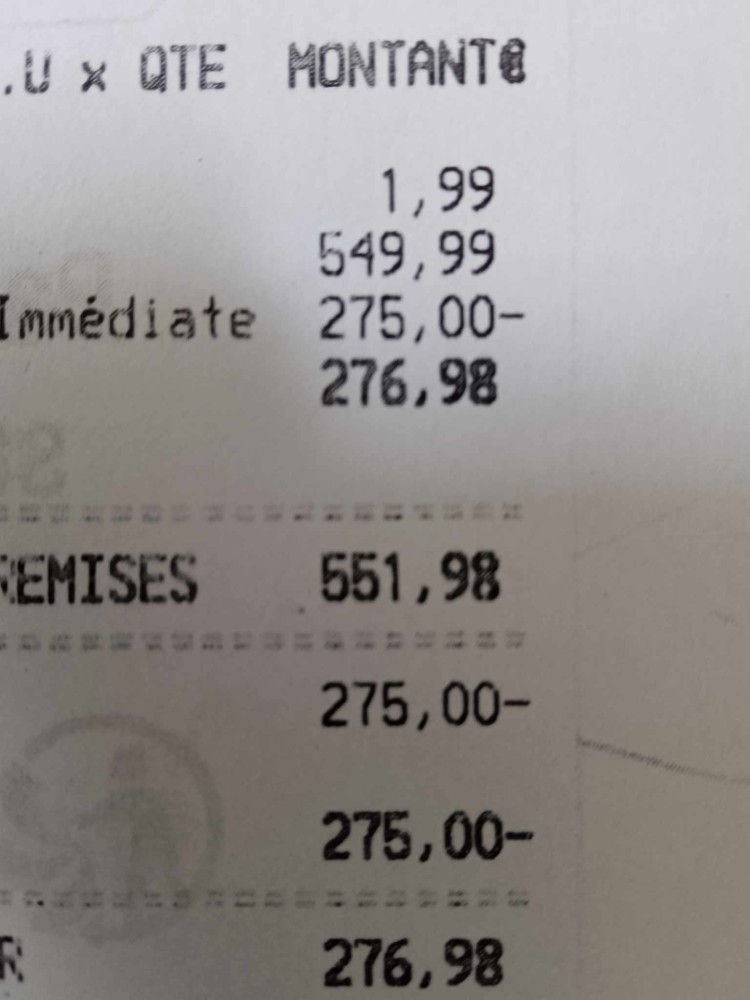 .U x QTE MONTANT€
1,99
549,99
Immédiate 275,00-
276,98
REMISES 551,98
275,00-
275,00-
R 276,98